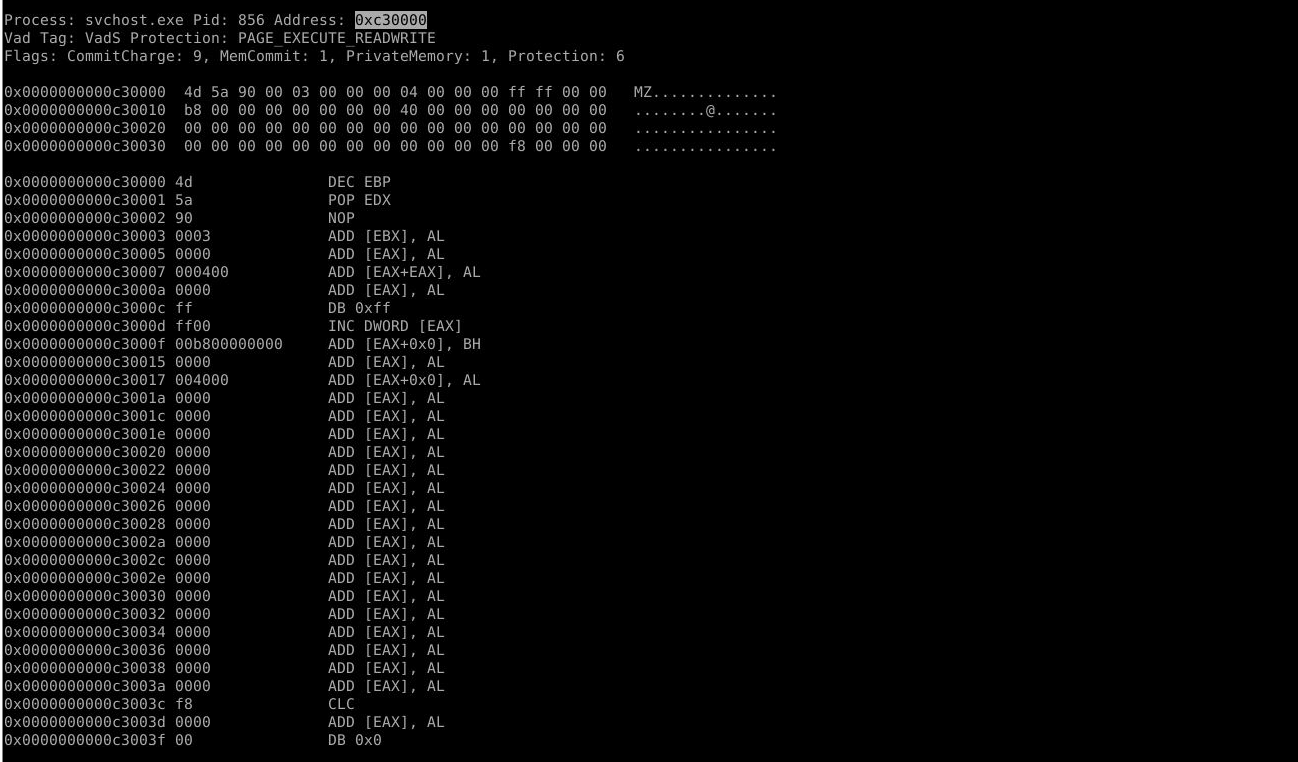 Process: svchost.exe Pid: 856 Address: 0xc30000
Vad Tag: VadS Protection: PAGE_EXECUTE_READWRITE
Flags: CommitCharge: 9, MemCommit: 1, PrivateMemory: 1, Protection: 6
0x0000000000c30000  4d 5a 90 00 03 00 00 00 04 00 00 00 ff ff 00 00   MZ..............
0x0000000000c30010  b8 00 00 00 00 00 00 00 40 00 00 00 00 00 00 00   ........@.......
0x0000000000c30020  00 00 00 00 00 00 00 00 00 00 00 00 00 00 00 00   ................
0x0000000000c30030  00 00 00 00 00 00 00 00 00 00 00 00 f8 00 00 00   ................
0x0000000000c30000 4d               DEC EBP
0x0000000000c30001 5a               POP EDX
0x0000000000c30002 90               NOP
0x0000000000c30003 0003             ADD [EBX], AL
0x0000000000c30005 0000             ADD [EAX], AL
0x0000000000c30007 000400           ADD [EAX+EAX], AL
0x0000000000c3000a 0000             ADD [EAX], AL
0x0000000000c3000c ff               DB 0xff
0x0000000000c3000d ff00             INC DWORD [EAX]
0x0000000000c3000f 00b800000000     ADD [EAX+0x0], BH
0x0000000000c30015 0000             ADD [EAX], AL
0x0000000000c30017 004000           ADD [EAX+0x0], AL
0x0000000000c3001a 0000             ADD [EAX], AL
0x0000000000c3001c 0000             ADD [EAX], AL
0x0000000000c3001e 0000             ADD [EAX], AL
0x0000000000c30020 0000             ADD [EAX], AL
0x0000000000c30022 0000             ADD [EAX], AL
0x0000000000c30024 0000             ADD [EAX], AL
0x0000000000c30026 0000             ADD [EAX], AL
0x0000000000c30028 0000             ADD [EAX], AL
0x0000000000c3002a 0000             ADD [EAX], AL
0x0000000000c3002c 0000             ADD [EAX], AL
0x0000000000c3002e 0000             ADD [EAX], AL
0x0000000000c30030 0000             ADD [EAX], AL
0x0000000000c30032 0000             ADD [EAX], AL
0x0000000000c30034 0000             ADD [EAX], AL
0x0000000000c30036 0000             ADD [EAX], AL
0x0000000000c30038 0000             ADD [EAX], AL
0x0000000000c3003a 0000             ADD [EAX], AL
0x0000000000c3003c f8               CLC
0x0000000000c3003d 0000             ADD [EAX], AL
0x0000000000c3003f 00               DB 0x0